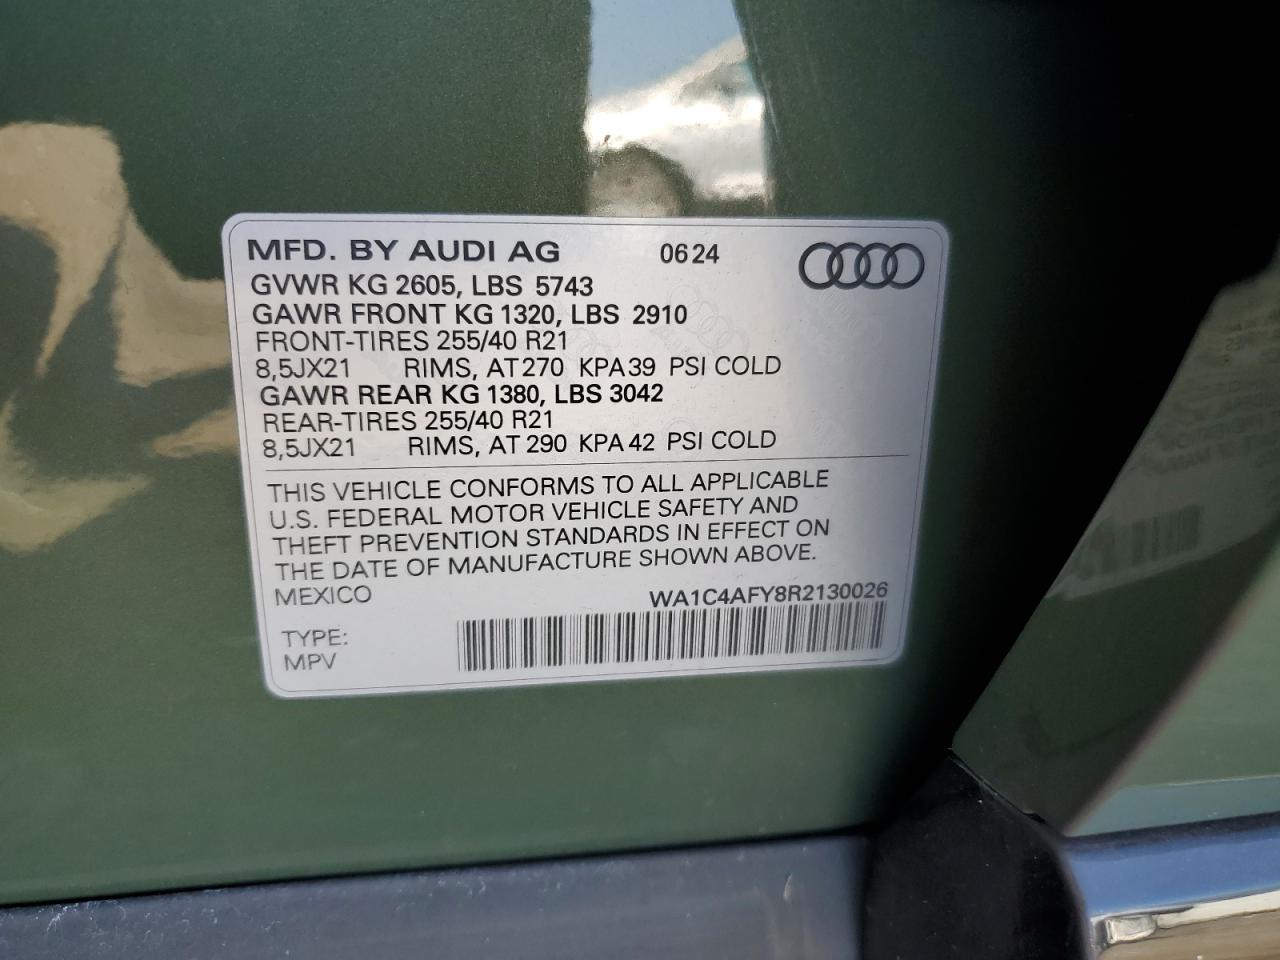 MFD. BY AUDI AG 0624
GVWR KG 2605, LBS 5743
GAWR FRONT KG 1320, LBS 2910
FRONT-TIRES 255/40 R21
8,5JX21 RIMS, AT 270 KPA 39 PSI COLD
GAWR REAR KG 1380, LBS 3042
REAR-TIRES 255/40 R21
8,5JX21 RIMS, AT 290 KPA 42 PSI COLD
THIS VEHICLE CONFORMS TO ALL APPLICABLE
U.S. FEDERAL MOTOR VEHICLE SAFETY AND
THEFT PREVENTION STANDARDS IN EFFECT ON
THE DATE OF MANUFACTURE SHOWN ABOVE.
MEXICO WA1C4AFY8R2130026
TYPE:
MPV